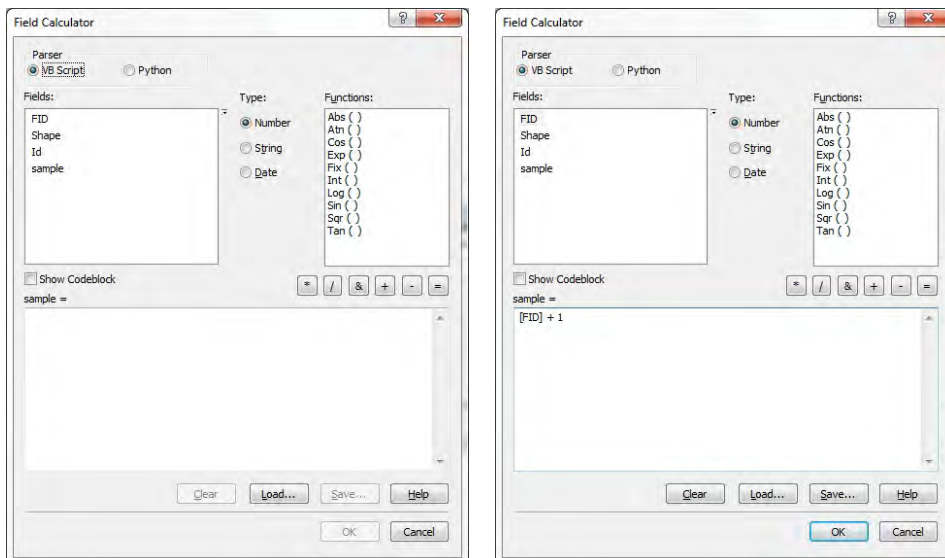 Field Calculator
Parser
VB Script Python
Fields: Type: Functions:
FID
Shape
Id
sample
Number
String
Date
Abs ( )
Atn ( )
Cos ( )
Exp ( )
Fix ( )
Int ( )
Log ( )
Sin ( )
Sqr ( )
Tan ( )
Show Codeblock
* / & + - =
sample =
Clear Load... Save... Help
OK Cancel
Field Calculator
Parser
VB Script Python
Fields: Type: Functions:
FID
Shape
Id
sample
Number
String
Date
Abs ( )
Atn ( )
Cos ( )
Exp ( )
Fix ( )
Int ( )
Log ( )
Sin ( )
Sqr ( )
Tan ( )
Show Codeblock
* / & + - =
sample =
[FID] + 1
Clear Load... Save... Help
OK Cancel